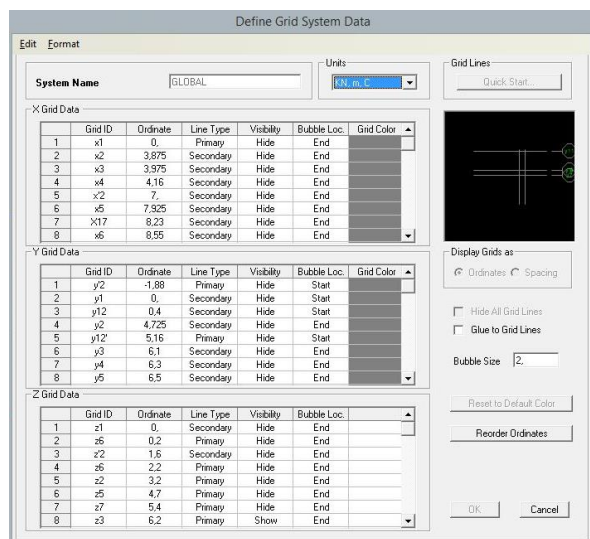 Define Grid System Data
Edit Format
System Name GLOBAL
Units
KN, m, C
Grid Lines
Quick Start...
X Grid Data
Grid ID Ordinate Line Type Visibility Bubble Loc. Grid Color
1 x1 0, Primary Hide End
2 x2 3,875 Secondary Hide End
3 x3 3,975 Secondary Hide End
4 x4 4,16 Secondary Hide End
5 x'2 7, Secondary Hide End
6 x5 7,925 Secondary Hide End
7 X17 8,23 Secondary Hide End
8 x6 8,55 Secondary Hide End
Y Grid Data
Grid ID Ordinate Line Type Visibility Bubble Loc. Grid Color
1 y'2 -1,88 Primary Hide Start
2 y1 0, Secondary Hide Start
3 y12 0,4 Secondary Hide Start
4 y2 4,725 Secondary Hide End
5 y12' 5,16 Primary Hide Start
6 y3 6,1 Secondary Hide End
7 y4 6,3 Secondary Hide End
8 y5 6,5 Secondary Hide End
Display Grids as
Ordinates Spacing
Hide All Grid Lines
Glue to Grid Lines
Bubble Size 2,
Z Grid Data
Grid ID Ordinate Line Type Visibility Bubble Loc.
1 z1 0, Secondary Hide End
2 z6 0,2 Primary Hide End
3 z'2 1,6 Secondary Hide End
4 z6 2,2 Primary Hide End
5 z2 3,2 Primary Hide End
6 z5 4,7 Primary Hide End
7 z7 5,4 Primary Hide End
8 z3 6,2 Primary Show End
Reset to Default Color
Reorder Ordinates
OK Cancel